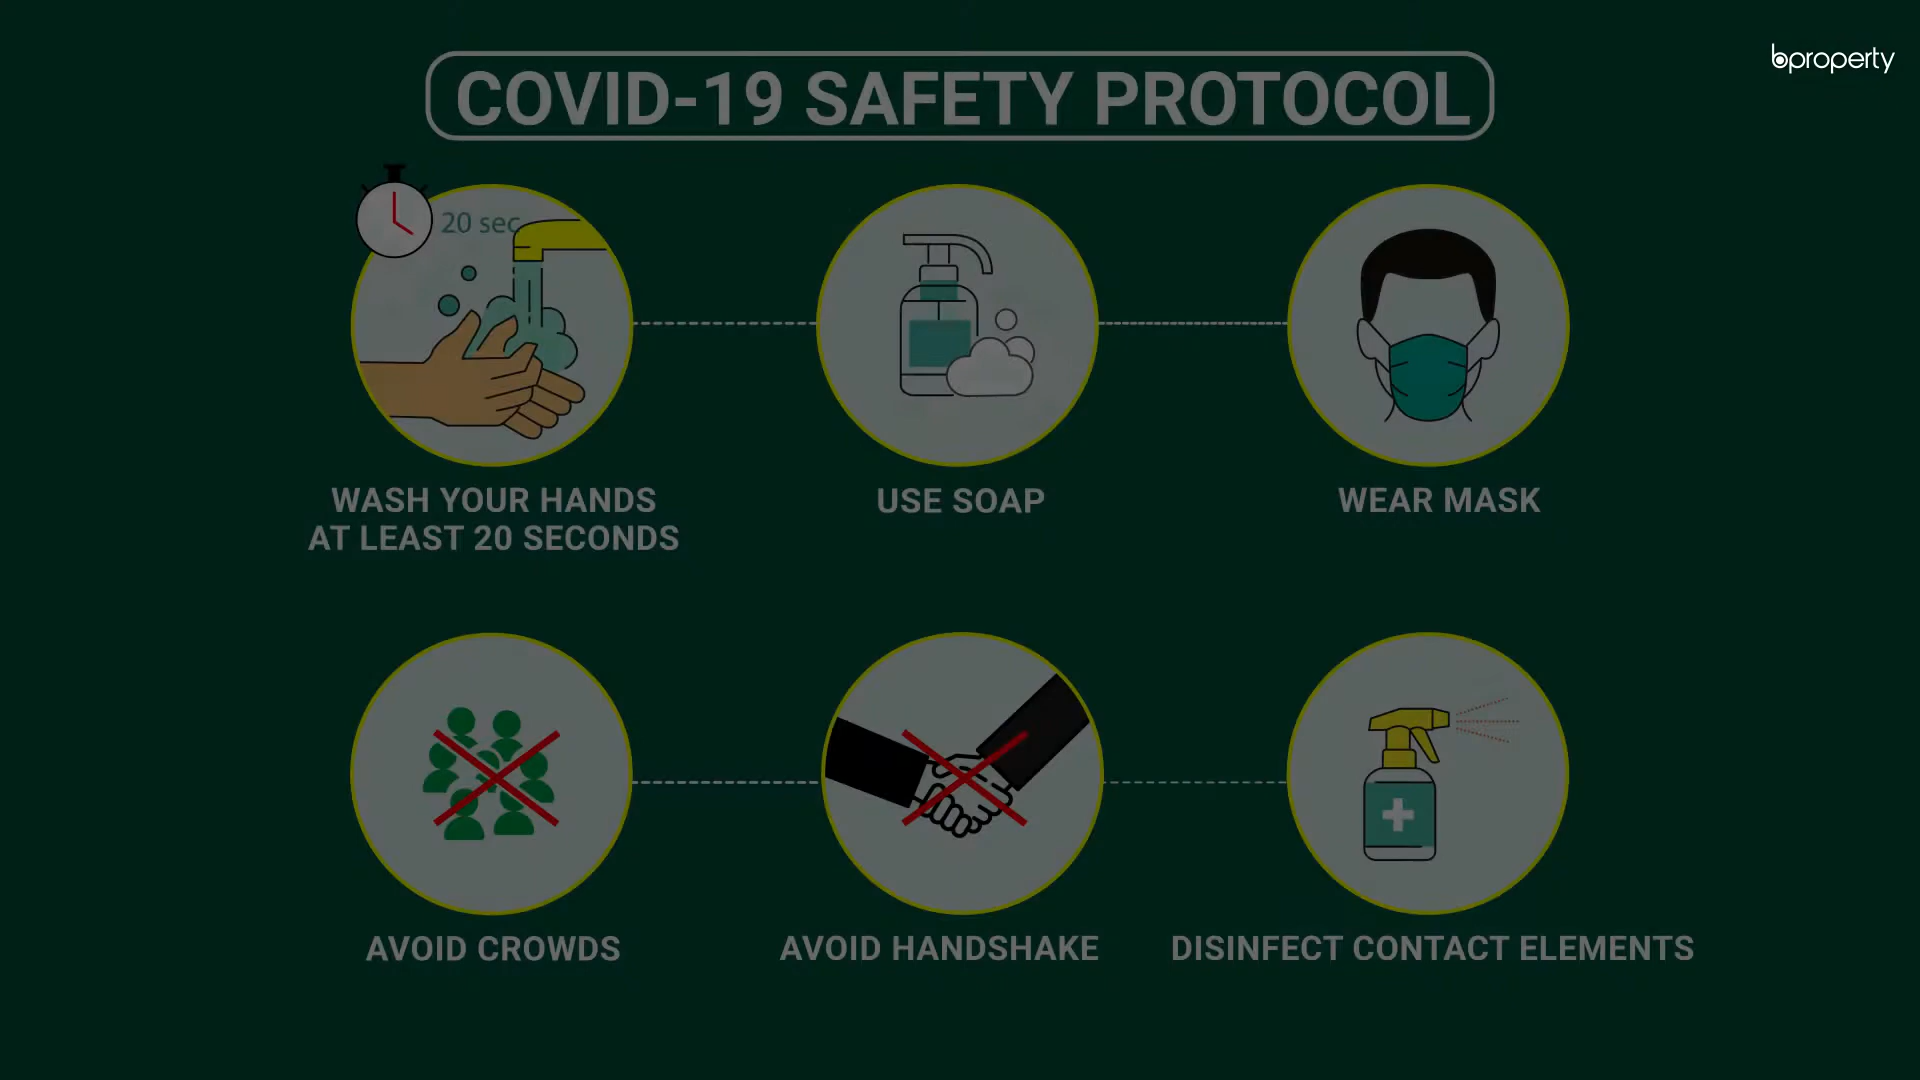 bproperty
COVID-19 SAFETY PROTOCOL
20 sec
WASH YOUR HANDS
AT LEAST 20 SECONDS
USE SOAP
WEAR MASK
AVOID CROWDS
AVOID HANDSHAKE
DISINFECT CONTACT ELEMENTS